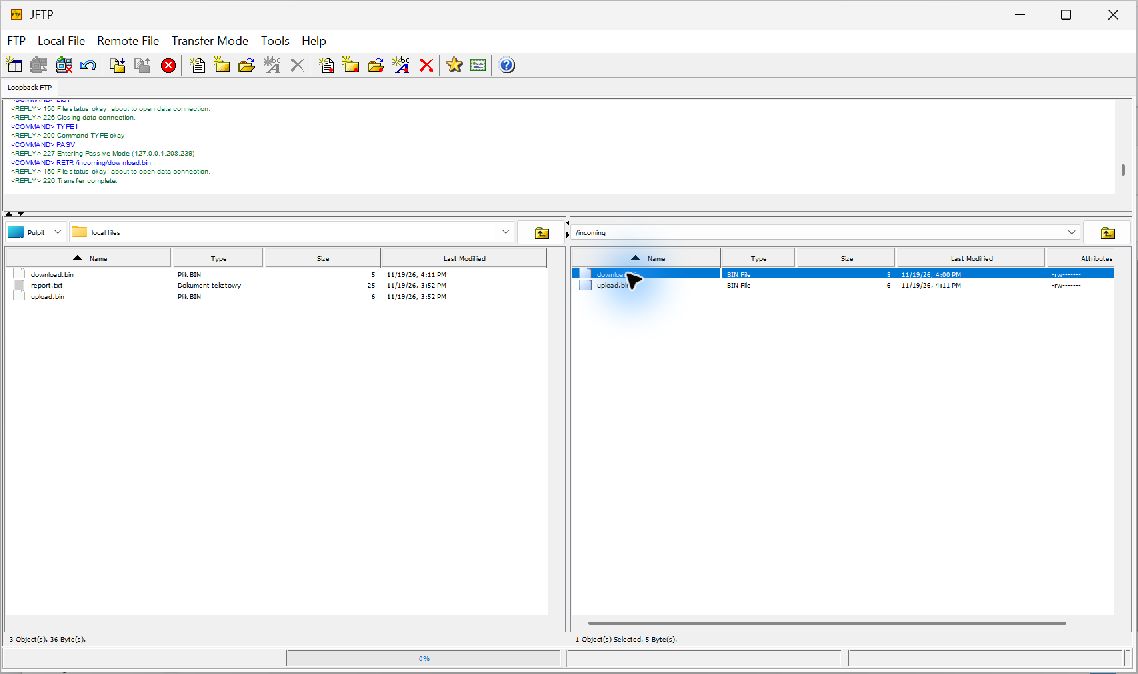 JFTP
FTP Local File Remote File Transfer Mode Tools Help
Loopback FTP
<REPLY> 150 File status okay about to open data connection.
<REPLY> 226 Closing data connection.
<COMMAND> TYPE I
<REPLY> 200 Command TYPE okay
<COMMAND> PASV
<REPLY> 227 Entering Passive Mode
<COMMAND> RETR /incoming/download.bin
<REPLY> 150 File status okay about to open data connection.
<REPLY> 226 Transfer complete.
Pulpit local files
/incoming
Name Type Size Last Modified
download.bin Plik BIN 5 11/19/26, 4:11 PM
report.txt Dokument tekstowy 25 11/19/26, 3:52 PM
upload.bin Plik BIN 6 11/19/26, 3:52 PM
3 Object(s), 36 Byte(s).
Name Type Size Last Modified Attributes
BIN File 5 11/19/26, 4:00 PM -rw-------
upload.bin BIN File 6 11/19/26, 4:11 PM -rw-------
1 Object(s) Selected, 5 Byte(s).
0%